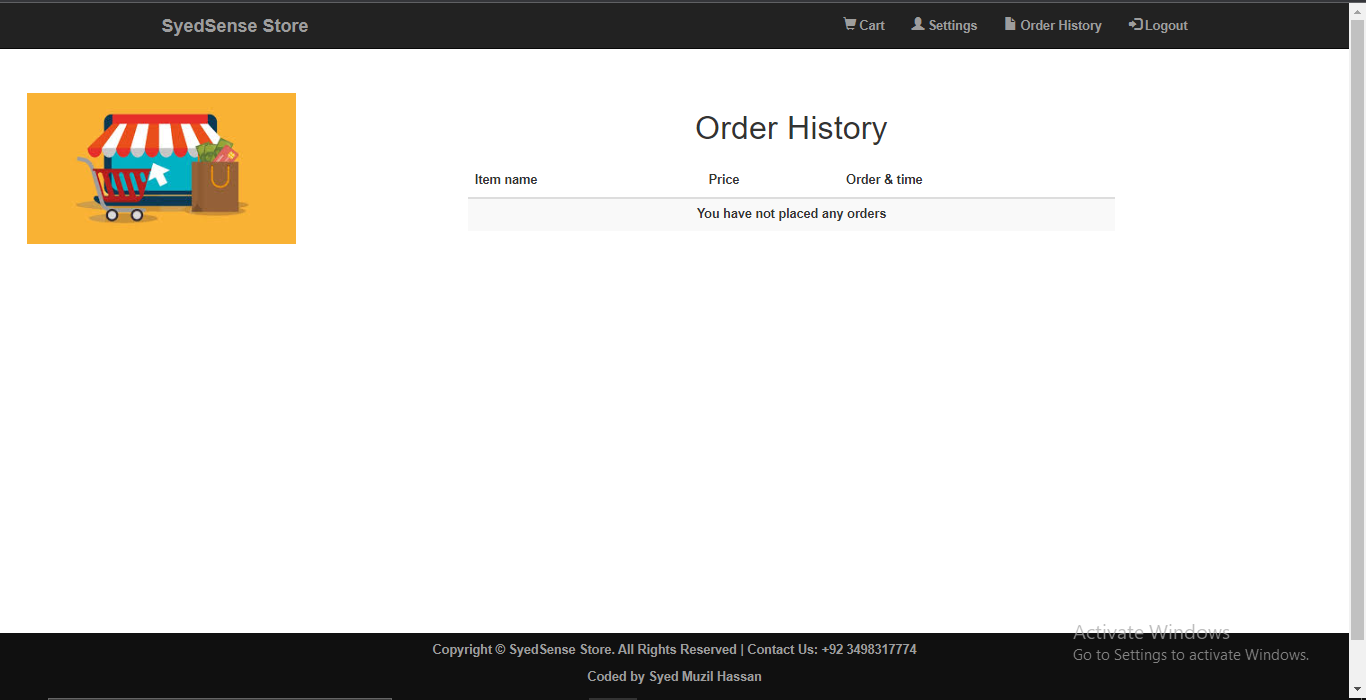 SyedSense Store Cart Settings Order History Logout
Order History
Item name Price Order & time
You have not placed any orders
Activate Windows
Go to Settings to activate Windows.
Copyright © SyedSense Store. All Rights Reserved | Contact Us: +92 3498317774
Coded by Syed Muzil Hassan